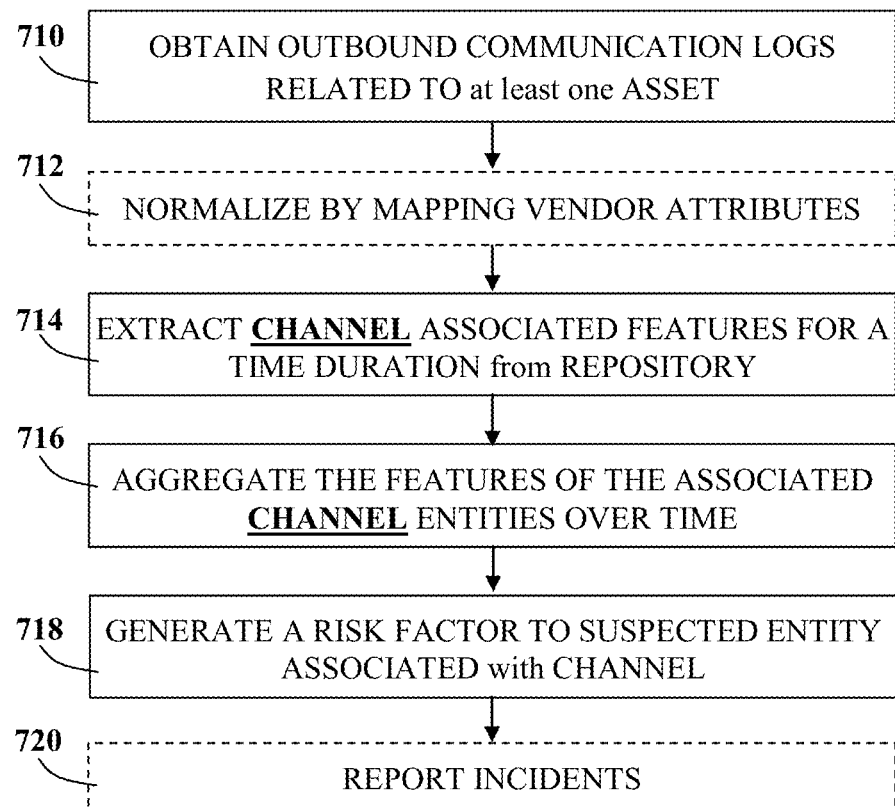 710
OBTAIN OUTBOUND COMMUNICATION LOGS
RELATED TO at least one ASSET
712
NORMALIZE BY MAPPING VENDOR ATTRIBUTES
714
EXTRACT CHANNEL ASSOCIATED FEATURES FOR A
TIME DURATION from REPOSITORY
716
AGGREGATE THE FEATURES OF THE ASSOCIATED
CHANNEL ENTITIES OVER TIME
718
GENERATE A RISK FACTOR TO SUSPECTED ENTITY
ASSOCIATED with CHANNEL
720
REPORT INCIDENTS